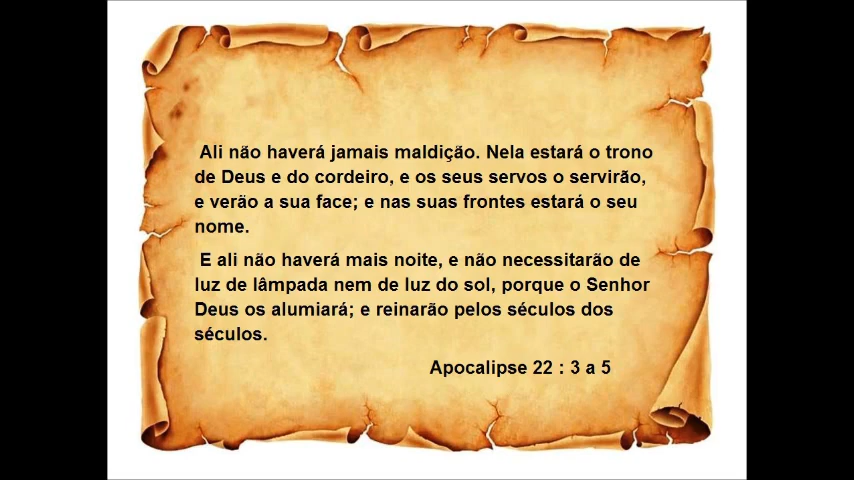 Ali não haverá jamais maldição. Nela estará o trono
de Deus e do cordeiro, e os seus servos o servirão,
e verão a sua face; e nas suas frontes estará o seu
nome.
E ali não haverá mais noite, e não necessitarão de
luz de lâmpada nem de luz do sol, porque o Senhor
Deus os alumiará; e reinarão pelos séculos dos
séculos.
Apocalipse 22 : 3 a 5